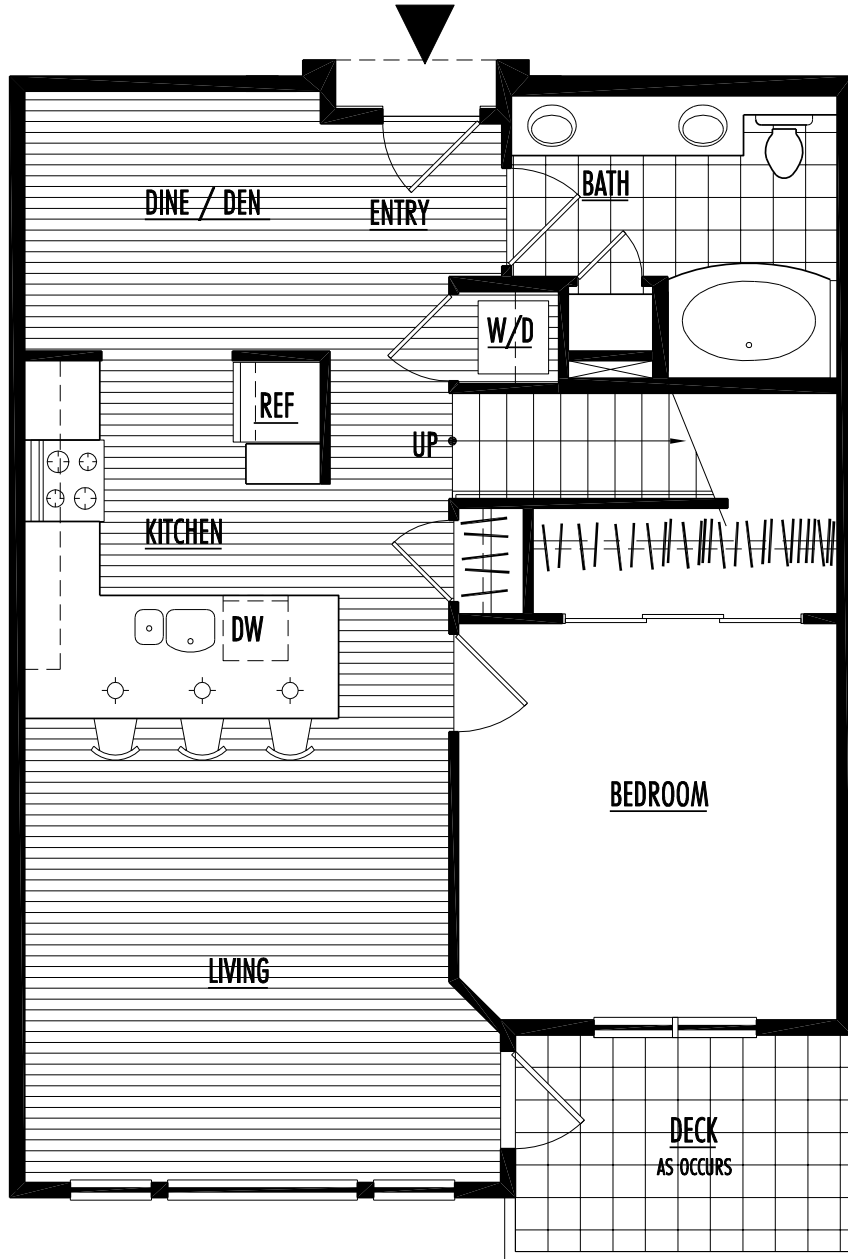 DINE / DEN
ENTRY
BATH
W/D
REF
UP
KITCHEN
DW
BEDROOM
LIVING
DECK
AS OCCURS